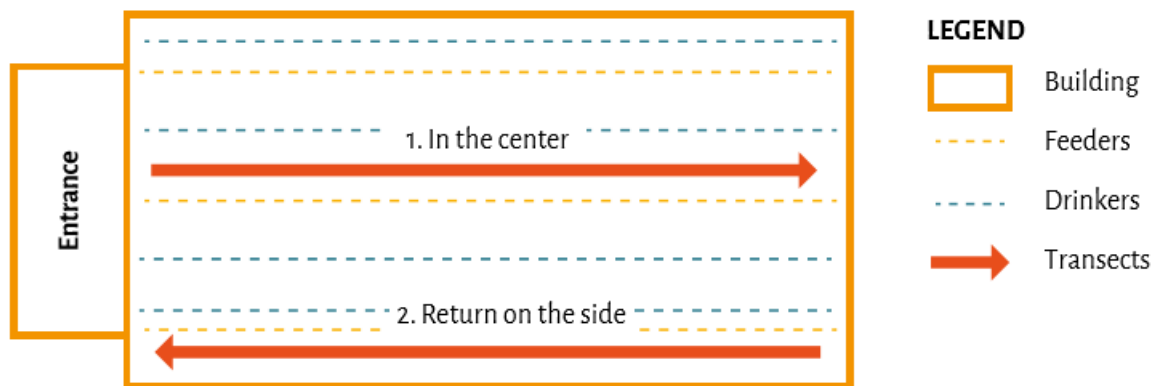 Entrance
1. In the center
2. Return on the side
LEGEND
Building
Feeders
Drinkers
Transects